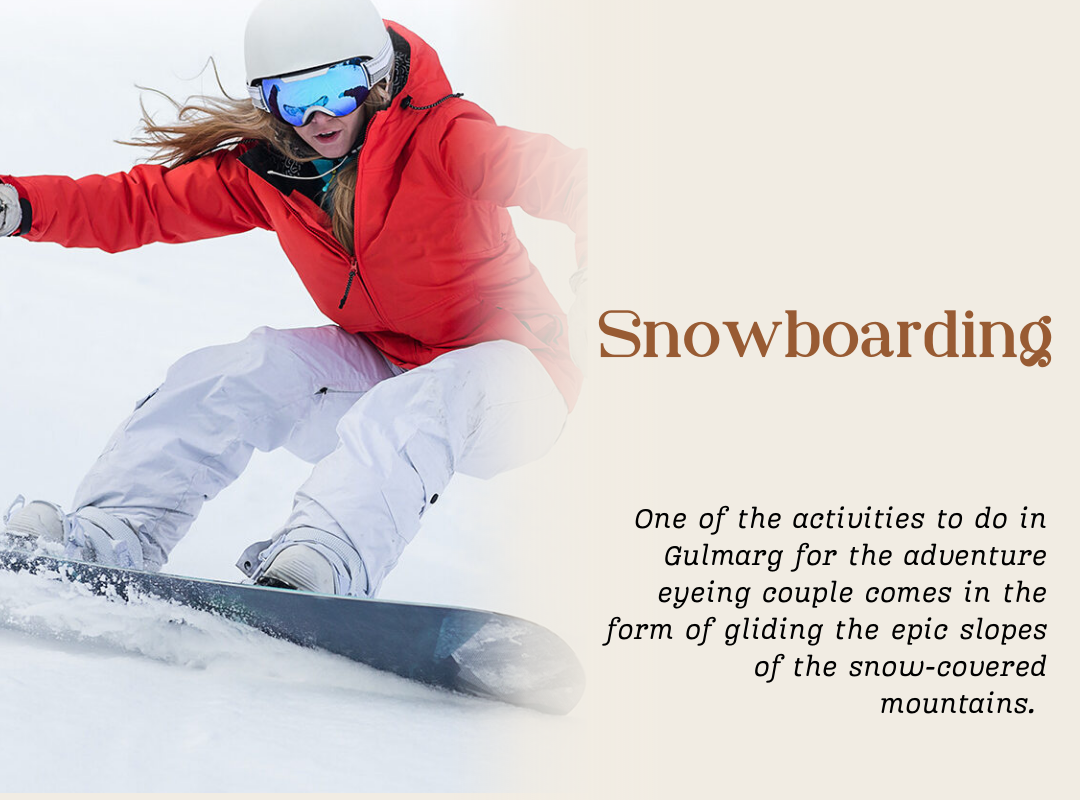 Snowboarding
One of the activities to do in
Gulmarg for the adventure
eyeing couple comes in the
form of gliding the epic slopes
of the snow-covered
mountains.